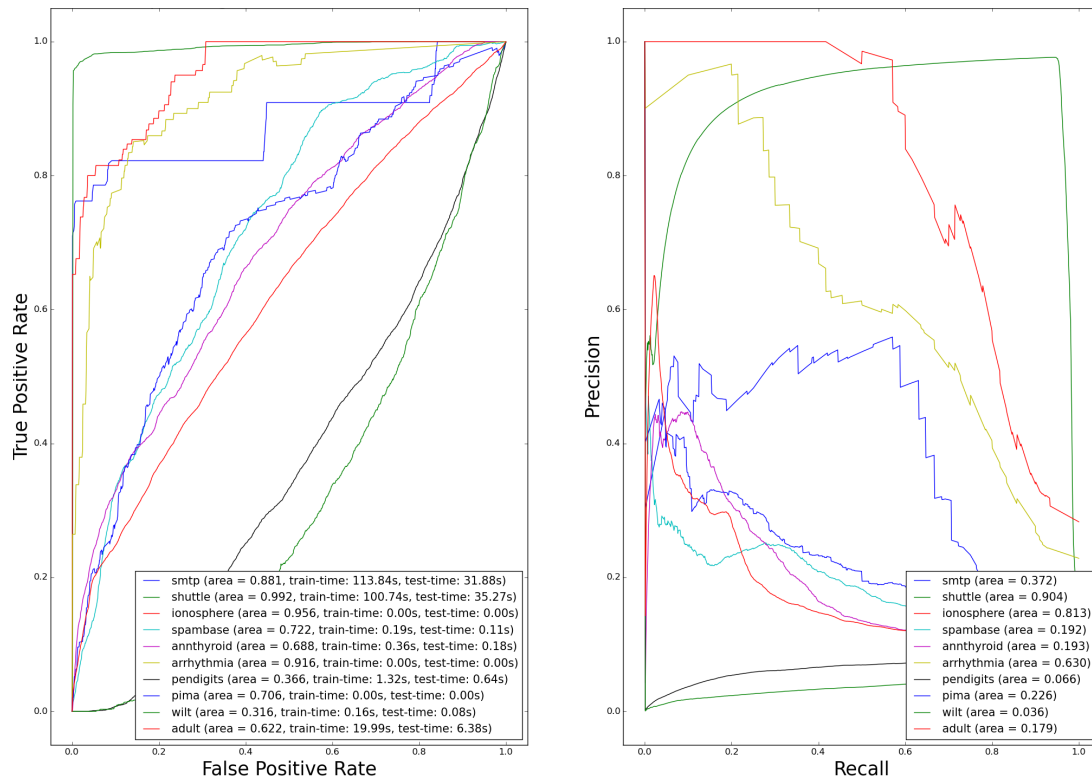 True Positive Rate
1.0
0.8
0.6
0.4
0.2
0.0
0.0 0.2 0.4 0.6 0.8 1.0
False Positive Rate
smtp (area = 0.881, train-time: 113.84s, test-time: 31.88s)
shuttle (area = 0.992, train-time: 100.74s, test-time: 35.27s)
ionosphere (area = 0.956, train-time: 0.00s, test-time: 0.00s)
spambase (area = 0.722, train-time: 0.19s, test-time: 0.11s)
annthyroid (area = 0.688, train-time: 0.36s, test-time: 0.18s)
arrhythmia (area = 0.916, train-time: 0.00s, test-time: 0.00s)
pendigits (area = 0.366, train-time: 1.32s, test-time: 0.64s)
pima (area = 0.706, train-time: 0.00s, test-time: 0.00s)
wilt (area = 0.316, train-time: 0.16s, test-time: 0.08s)
adult (area = 0.622, train-time: 19.99s, test-time: 6.38s)
Precision
1.0
0.8
0.6
0.4
0.2
0.0
0.0 0.2 0.4 0.6 0.8 1.0
Recall
smtp (area = 0.372)
shuttle (area = 0.904)
ionosphere (area = 0.813)
spambase (area = 0.192)
annthyroid (area = 0.193)
arrhythmia (area = 0.630)
pendigits (area = 0.066)
pima (area = 0.226)
wilt (area = 0.036)
adult (area = 0.179)